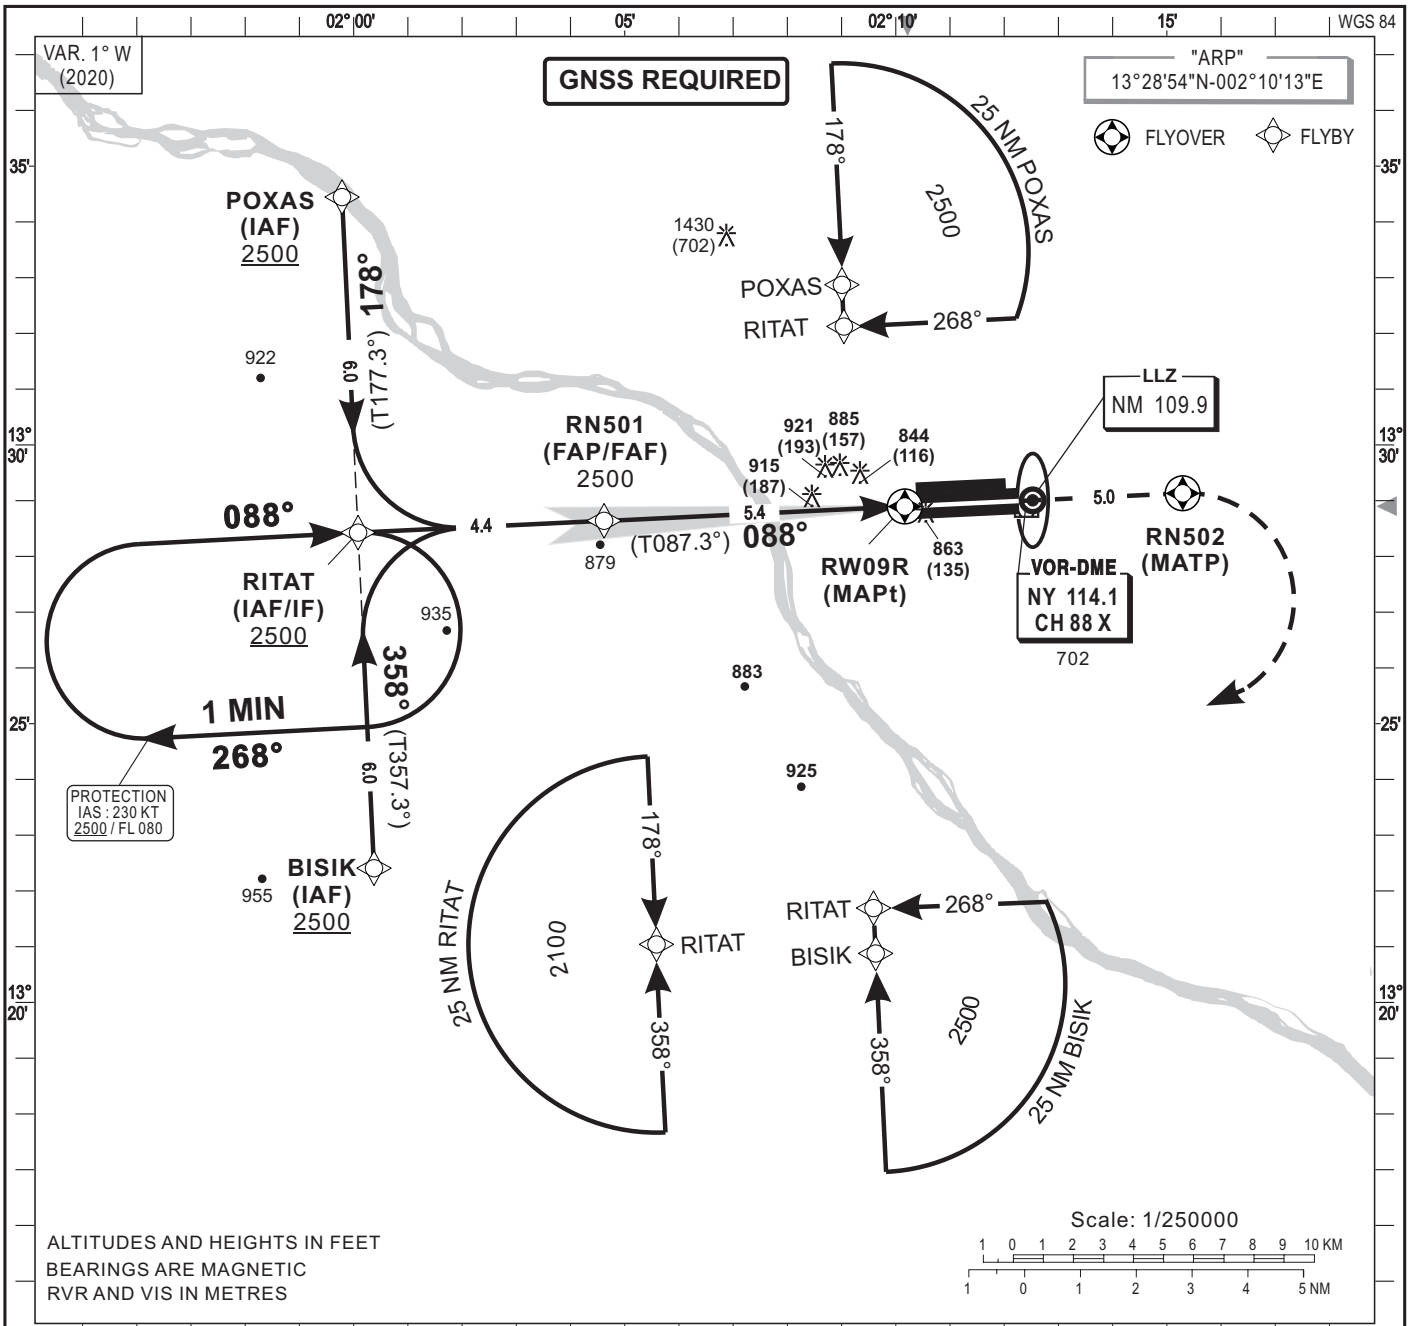 02°00'
05'
02°10'
15'
WGS 84
VAR. 1° W
(2020)
GNSS REQUIRED
"ARP"
13°28'54"N-002°10'13"E
FLYOVER
FLYBY
35'
35'
POXAS
(IAF)
2500
178°
(T177.3°)
6.0
1430
(702)
178°
25 NM POXAS
2500
POXAS
RITAT
268°
922
LLZ
NM 109.9
13°
30'
13°
30'
RN501
(FAP/FAF)
2500
921
(193)
885
(157)
844
(116)
915
(187)
088°
4.4
5.4
088°
(T087.3°)
879
5.0
RW09R
(MAPt)
863
(135)
RN502
(MATP)
VOR-DME
NY 114.1
CH 88 X
702
RITAT
(IAF/IF)
2500
935
358°
(T357.3°)
6.0
883
1 MIN
268°
25'
25'
PROTECTION
IAS : 230 KT
2500 / FL 080
925
BISIK
(IAF)
2500
955
178°
25 NM RITAT
2100
RITAT
358°
RITAT
268°
BISIK
2500
358°
25 NM BISIK
13°
20'
13°
20'
ALTITUDES AND HEIGHTS IN FEET
BEARINGS ARE MAGNETIC
RVR AND VIS IN METRES
Scale: 1/250000
1 0 1 2 3 4 5 6 7 8 9 10 KM
1 0 1 2 3 4 5 NM